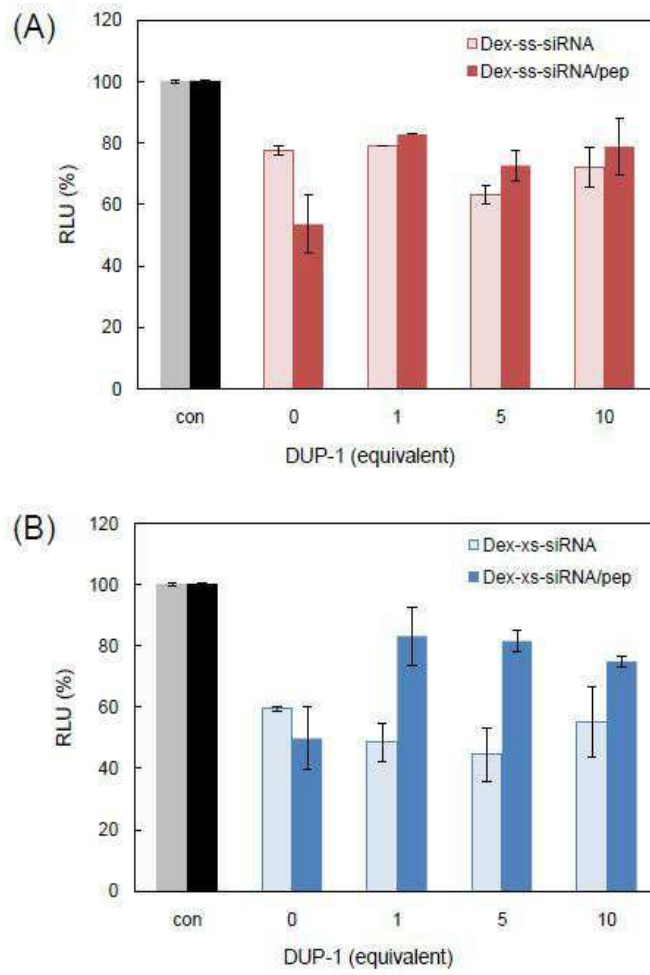 (A)
120
100
80
60
40
20
0
RLU (%)
Dex-ss-siRNA
Dex-ss-siRNA/pep
con 0 1 5 10
DUP-1 (equivalent)
(B)
120
100
80
60
40
20
0
RLU (%)
Dex-xs-siRNA
Dex-xs-siRNA/pep
con 0 1 5 10
DUP-1 (equivalent)